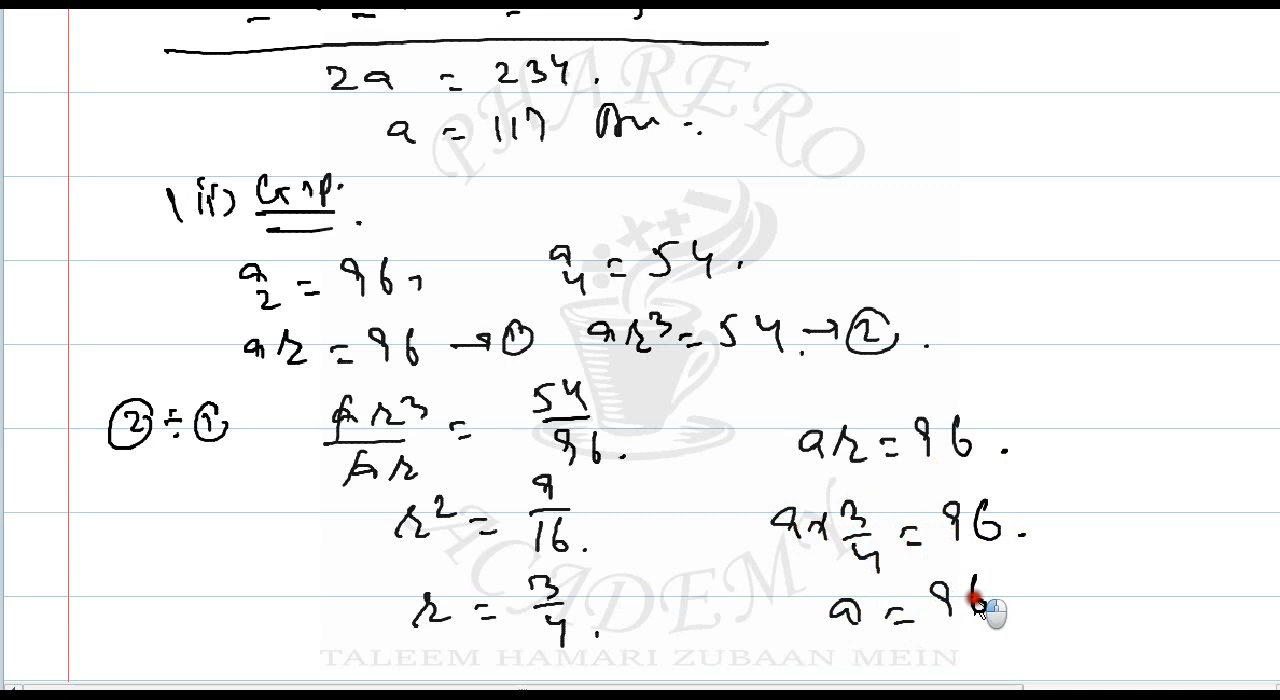 2a = 234.
a = 117 Ans.
(ii) G.P.
a₂ = 96, a₄ = 54.
ar = 96 → ① ar³ = 54. → ② .
② ÷ ① ar³/ar = 54/96. ar = 96.
r² = 9/16. a × 3/4 = 96.
r = 3/4. a = 96
PHARERO
ACADEMY
TALEEM HAMARI ZUBAAN MEIN